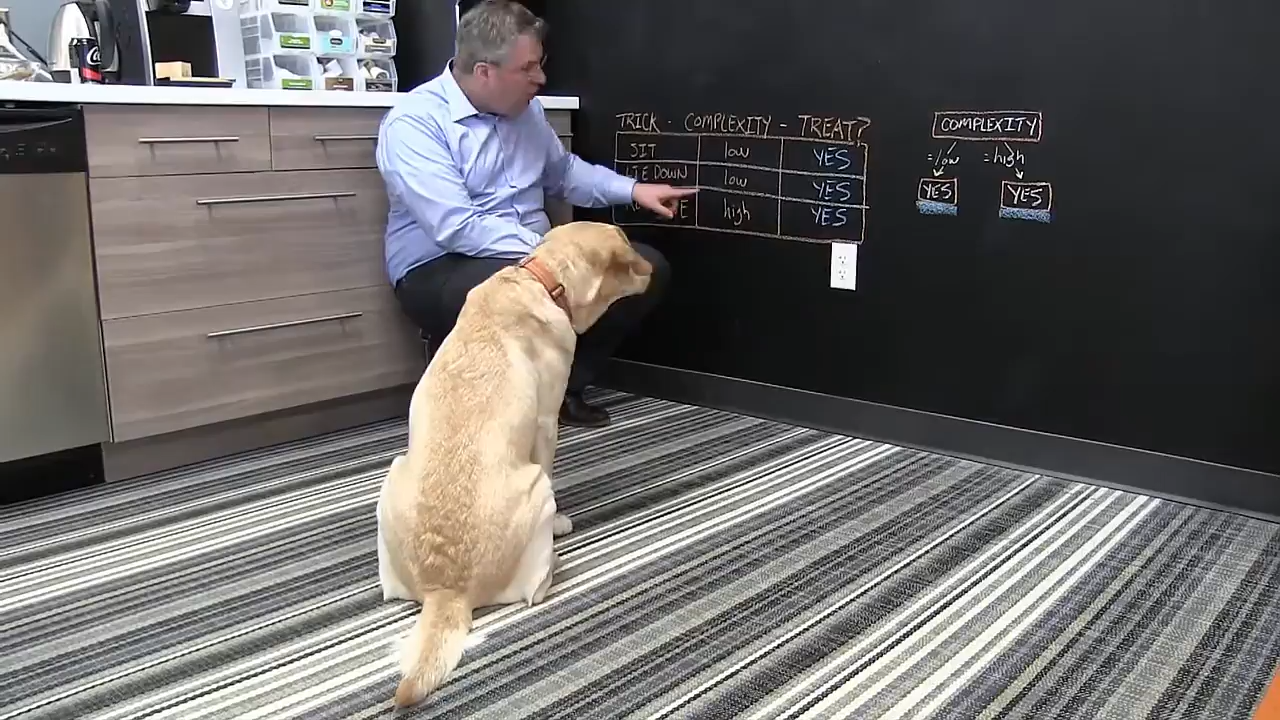 TRICK - COMPLEXITY - TREAT?
SIT low YES
LIE DOWN low YES
high YES
COMPLEXITY
=low =high
YES YES